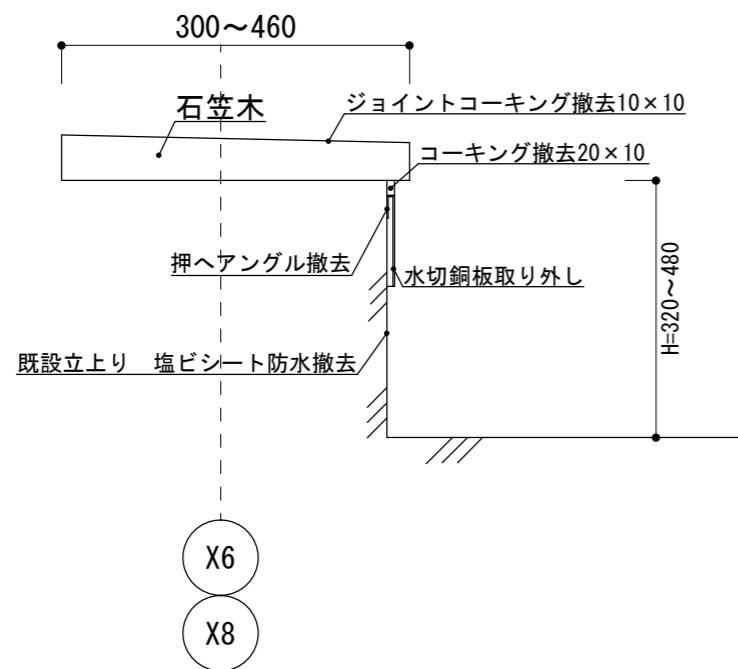 300～460
石笠木
ジョイントコーキング撤去10×10
コーキング撤去20×10
押へアングル撤去
水切銅板取り外し
H=320～480
既設立上り　塩ビシート防水撤去
X6
X8